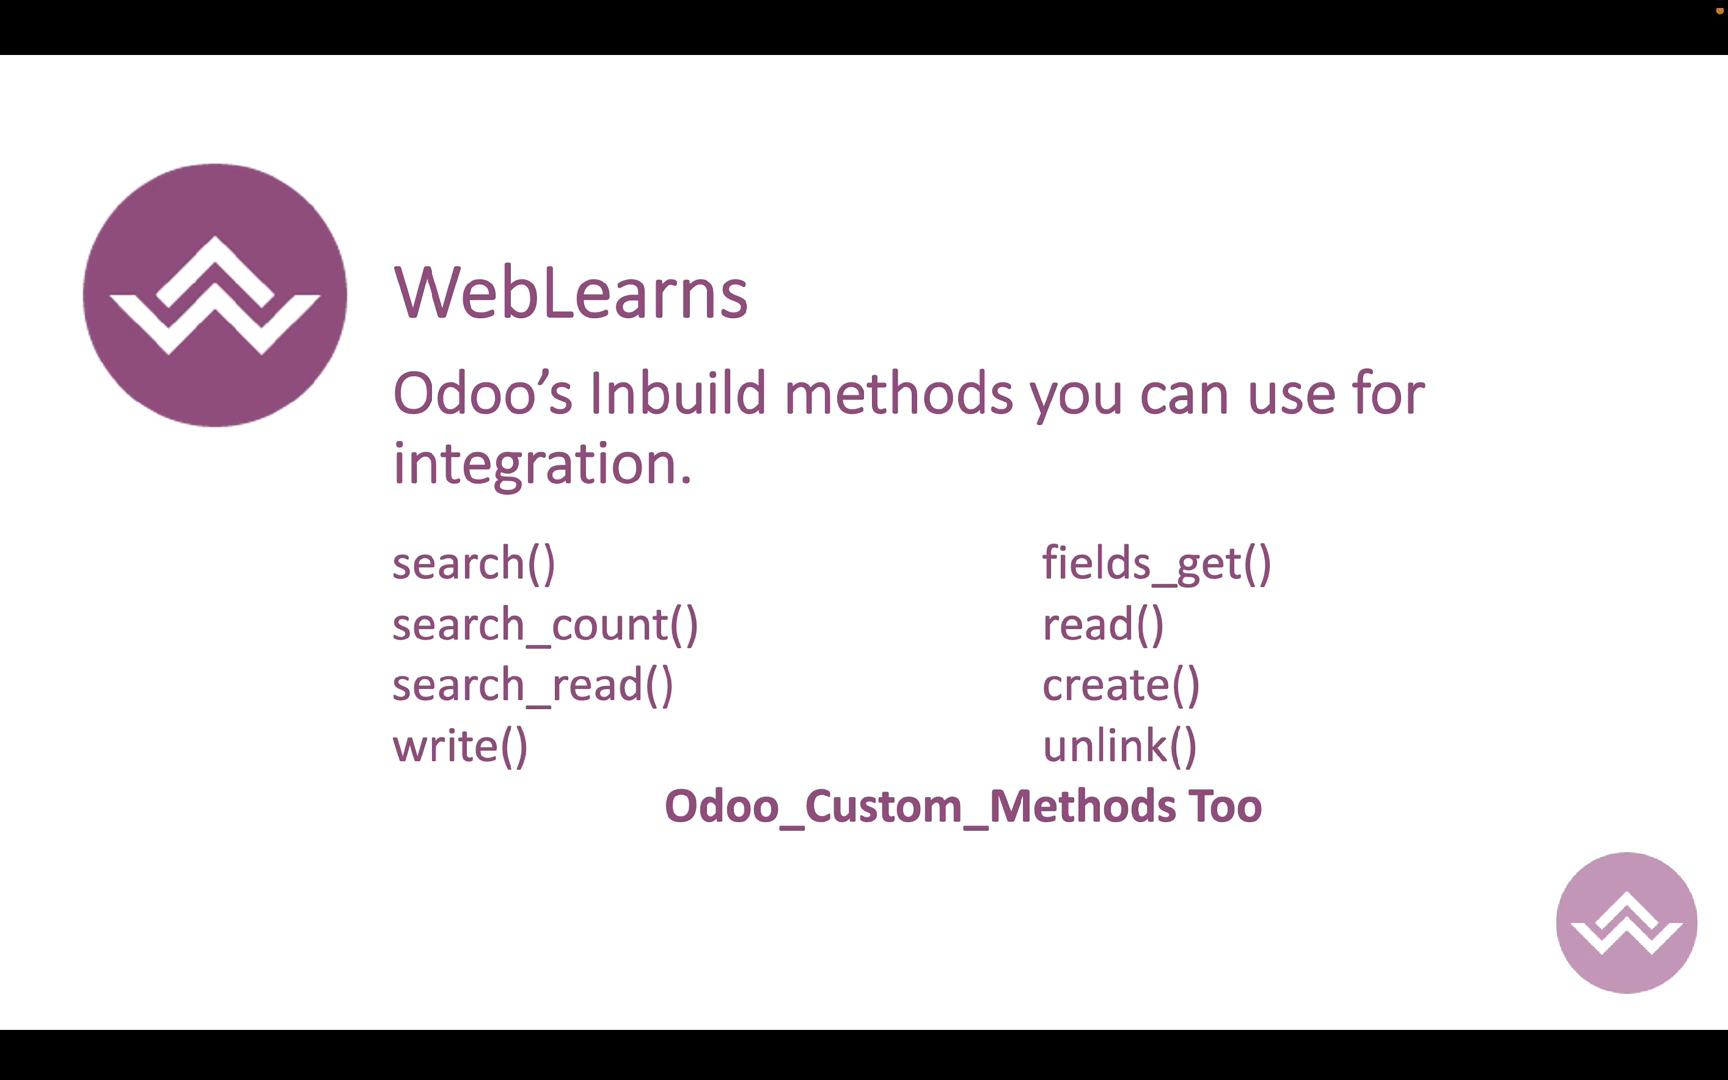 WebLearns
Odoo’s Inbuild methods you can use for
integration.
search()
search_count()
search_read()
write()
fields_get()
read()
create()
unlink()
Odoo_Custom_Methods Too